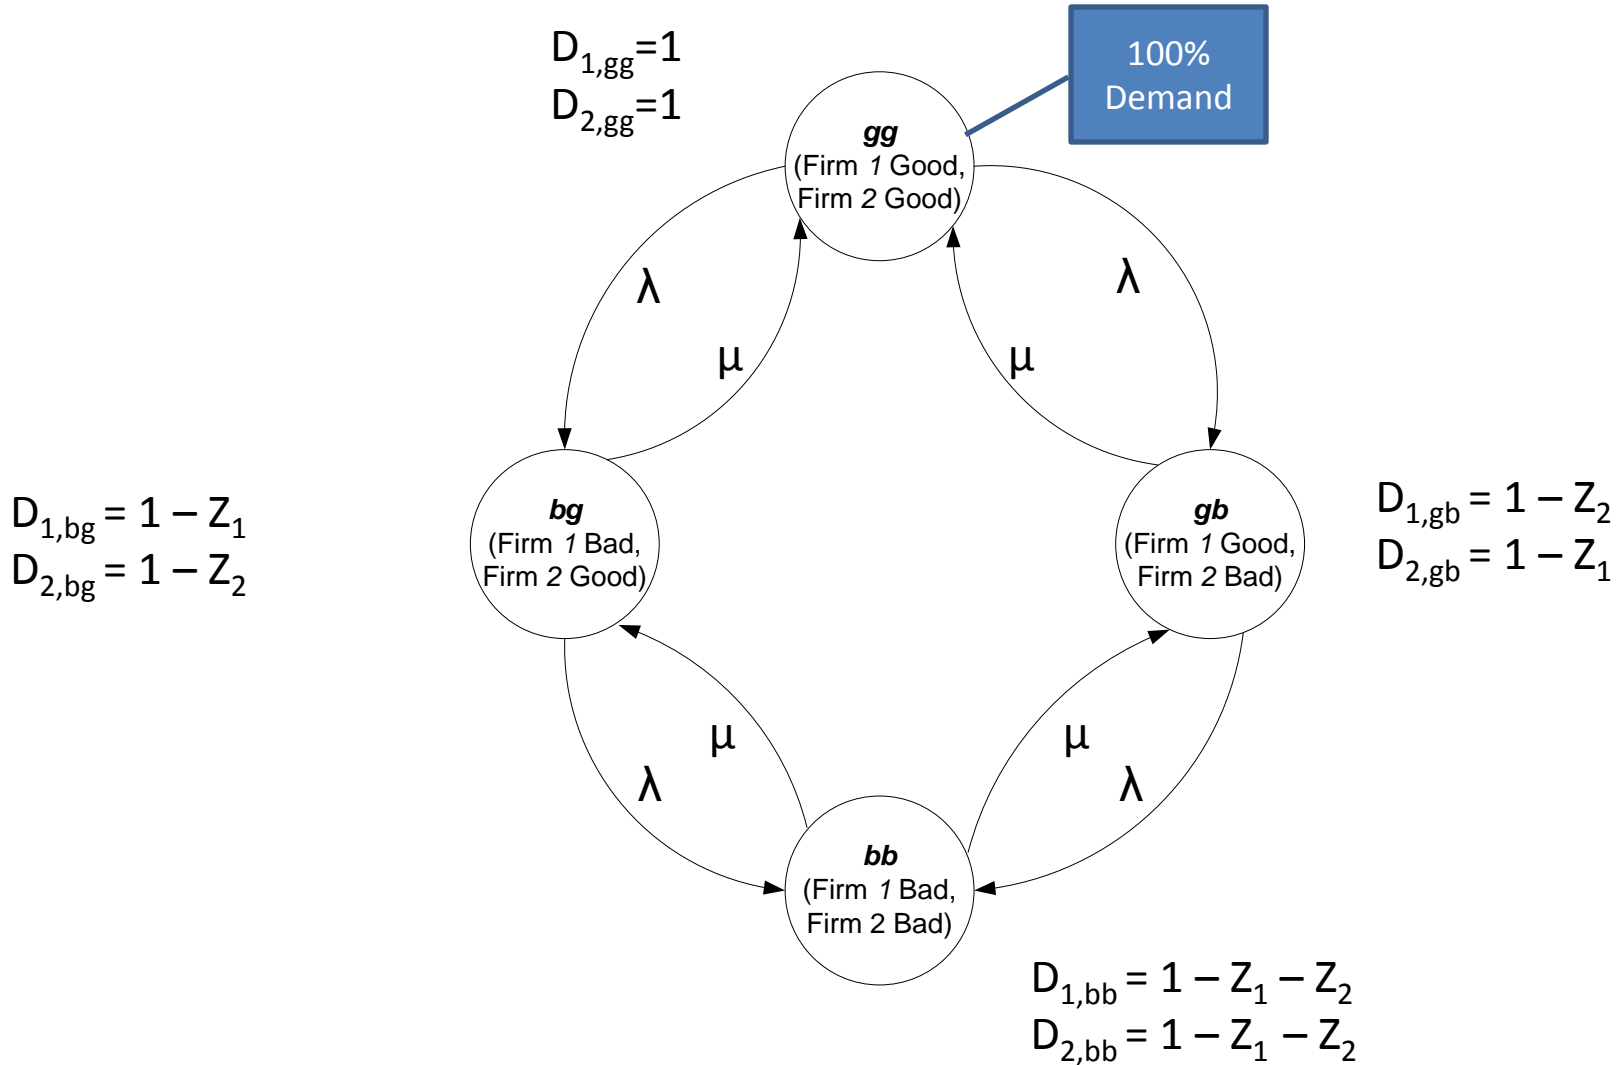 D1,gg=1
D2,gg=1
100%
Demand
gg
(Firm 1 Good,
Firm 2 Good)
λ
μ
μ
λ
D1,bg = 1 – Z1
D2,bg = 1 – Z2
bg
(Firm 1 Bad,
Firm 2 Good)
gb
(Firm 1 Good,
Firm 2 Bad)
D1,gb = 1 – Z2
D2,gb = 1 – Z1
μ
λ
μ
λ
bb
(Firm 1 Bad,
Firm 2 Bad)
D1,bb = 1 – Z1 – Z2
D2,bb = 1 – Z1 – Z2